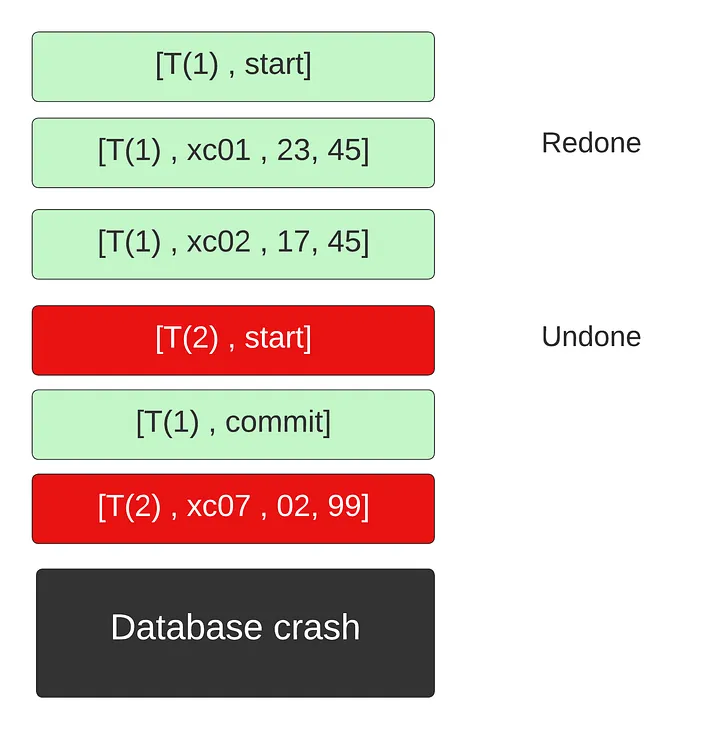 [T(1) , start]
[T(1) , xc01 , 23, 45]
Redone
[T(1) , xc02 , 17, 45]
[T(2) , start]
Undone
[T(1) , commit]
[T(2) , xc07 , 02, 99]
Database crash